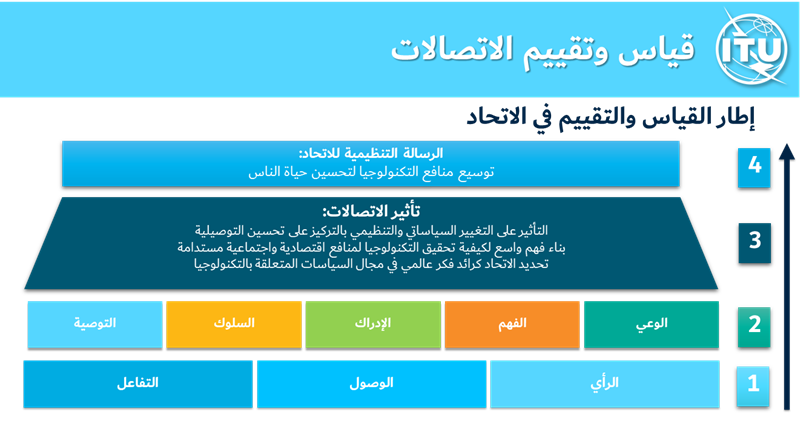 قياس وتقييم الاتصالات
ITU
إطار القياس والتقييم في الاتحاد
4
الرسالة التنظيمية للاتحاد:
توسيع منافع التكنولوجيا لتحسين حياة الناس
3
تأثير الاتصالات:
التأثير على التغيير السياساتي والتنظيمي بالتركيز على تحسين التوصيلية
بناء فهم واسع لكيفية تحقيق التكنولوجيا لمنافع اقتصادية واجتماعية مستدامة
تحديد الاتحاد كرائد فكر عالمي في مجال السياسات المتعلقة بالتكنولوجيا
2
الوعي
الفهم
الإدراك
السلوك
التوصية
1
الرأي
الوصول
التفاعل